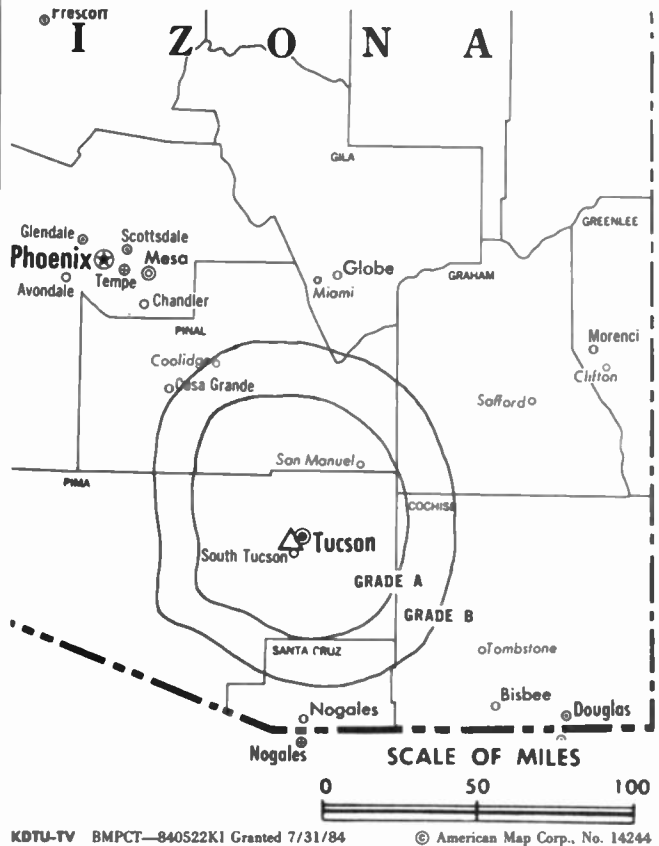 Prescott
I Z O N A
GILA
GREENLEE
Glendale
Scottsdale
Phoenix
Mesa
Tempe
Globe
GRAHAM
Avondale
Miami
Chandler
PINAL
Morenci
Coolidge
Clifton
Casa Grande
Safford
San Manuel
PIMA
COCHISE
Tucson
South Tucson
GRADE A
GRADE B
SANTA CRUZ
Tombstone
Bisbee
Nogales
Douglas
Nogales
SCALE OF MILES
0 50 100
KDTU-TV BMPCT—840522KI Granted 7/31/84 © American Map Corp., No. 14244